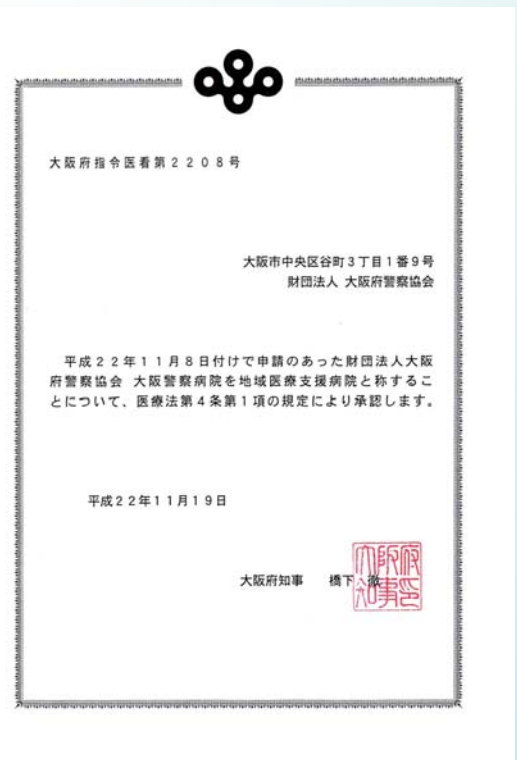 大阪府指令医看第２２０８号
大阪市中央区谷町３丁目１番９号
財団法人 大阪府警察協会
平成２２年１１月８日付けで申請のあった財団法人大阪
府警察協会 大阪警察病院を地域医療支援病院と称するこ
とについて、医療法第４条第１項の規定により承認します。
平成２２年１１月１９日
大阪府知事 橋下 徹
大阪府知事印